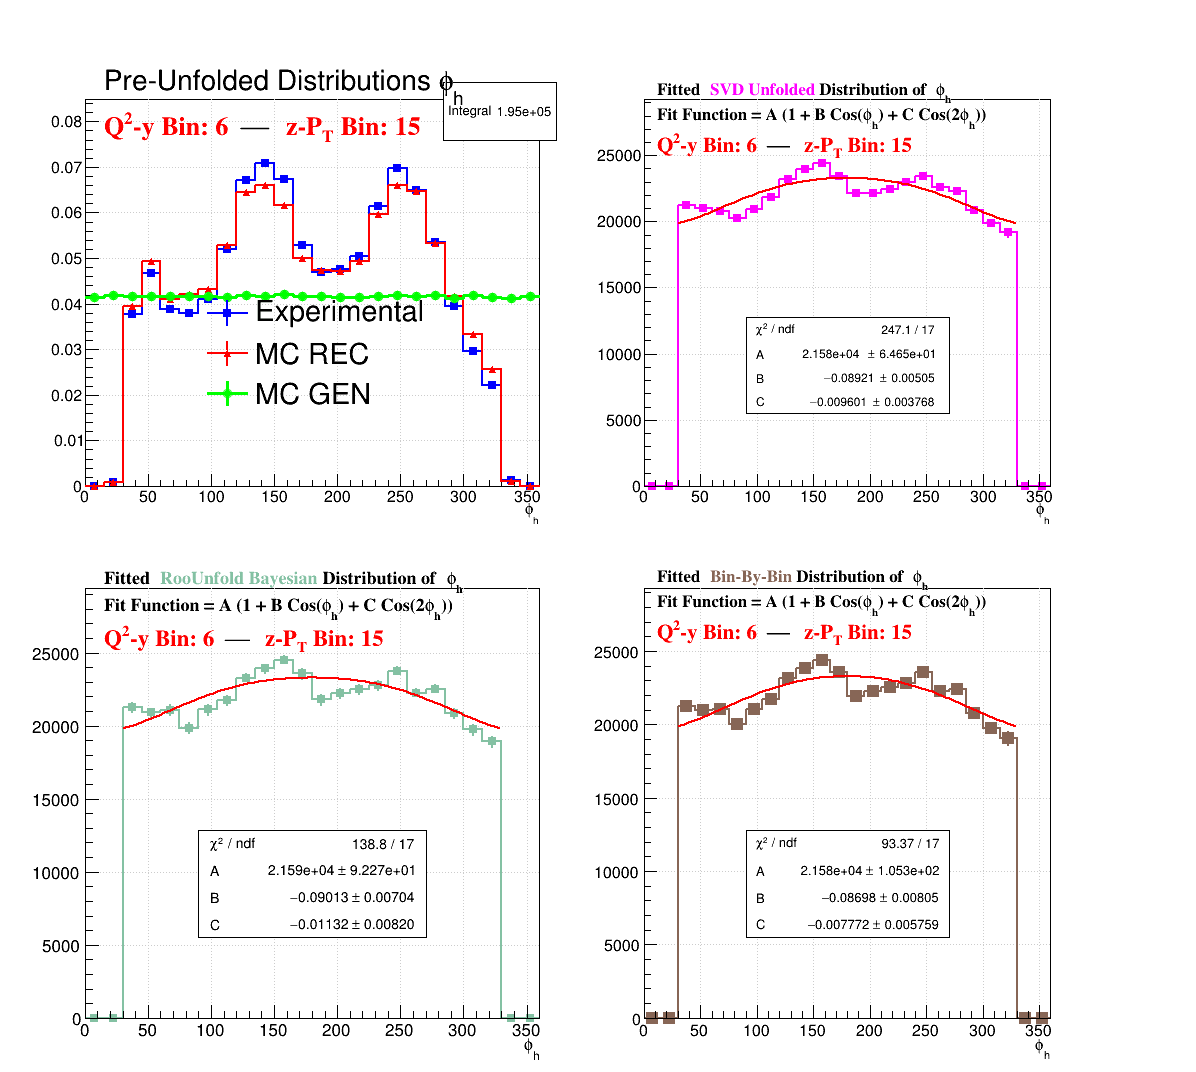 Pre-Unfolded Distributions ϕh
Integral 1.95e+05
Q²-y Bin: 6 — z-PT Bin: 15
0.08
0.07
0.06
0.05
0.04
0.03
0.02
0.01
0
Experimental
MC REC
MC GEN
0 50 100 150 200 250 300 350
ϕh
Fitted SVD Unfolded Distribution of ϕh
Fit Function = A (1 + B Cos(ϕh) + C Cos(2ϕh))
Q²-y Bin: 6 — z-PT Bin: 15
25000
20000
15000
10000
5000
0
χ² / ndf 247.1 / 17
A 2.158e+04 ± 6.465e+01
B −0.08921 ± 0.00505
C −0.009601 ± 0.003768
0 50 100 150 200 250 300 350
ϕh
Fitted RooUnfold Bayesian Distribution of ϕh
Fit Function = A (1 + B Cos(ϕh) + C Cos(2ϕh))
Q²-y Bin: 6 — z-PT Bin: 15
25000
20000
15000
10000
5000
0
χ² / ndf 138.8 / 17
A 2.159e+04 ± 9.227e+01
B −0.09013 ± 0.00704
C −0.01132 ± 0.00820
0 50 100 150 200 250 300 350
ϕh
Fitted Bin-By-Bin Distribution of ϕh
Fit Function = A (1 + B Cos(ϕh) + C Cos(2ϕh))
Q²-y Bin: 6 — z-PT Bin: 15
25000
20000
15000
10000
5000
0
χ² / ndf 93.37 / 17
A 2.158e+04 ± 1.053e+02
B −0.08698 ± 0.00805
C −0.007772 ± 0.005759
0 50 100 150 200 250 300 350
ϕh